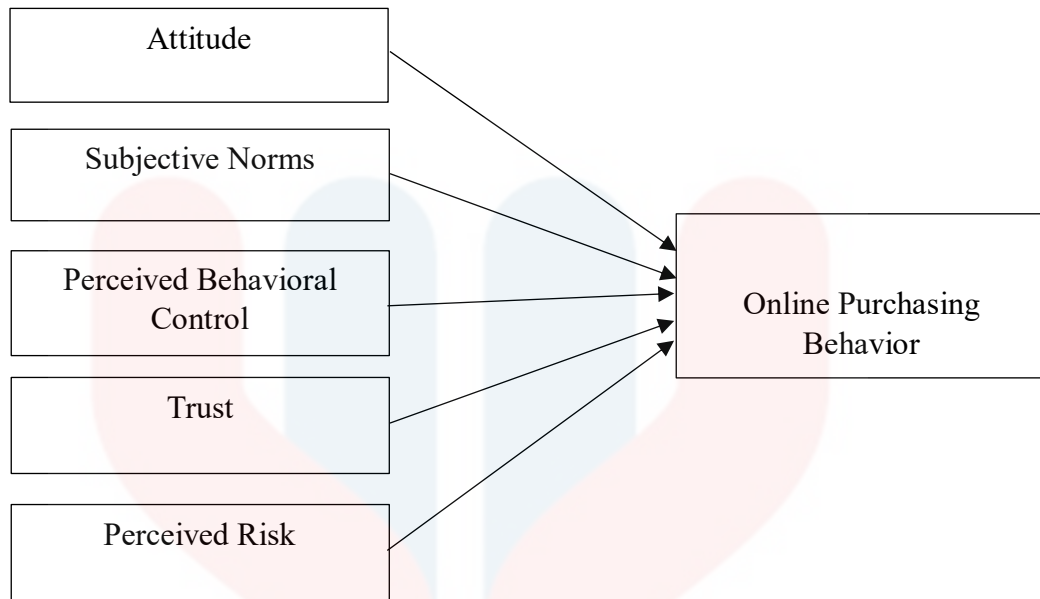 Attitude
Subjective Norms
Perceived Behavioral
Control
Trust
Perceived Risk
Online Purchasing
Behavior